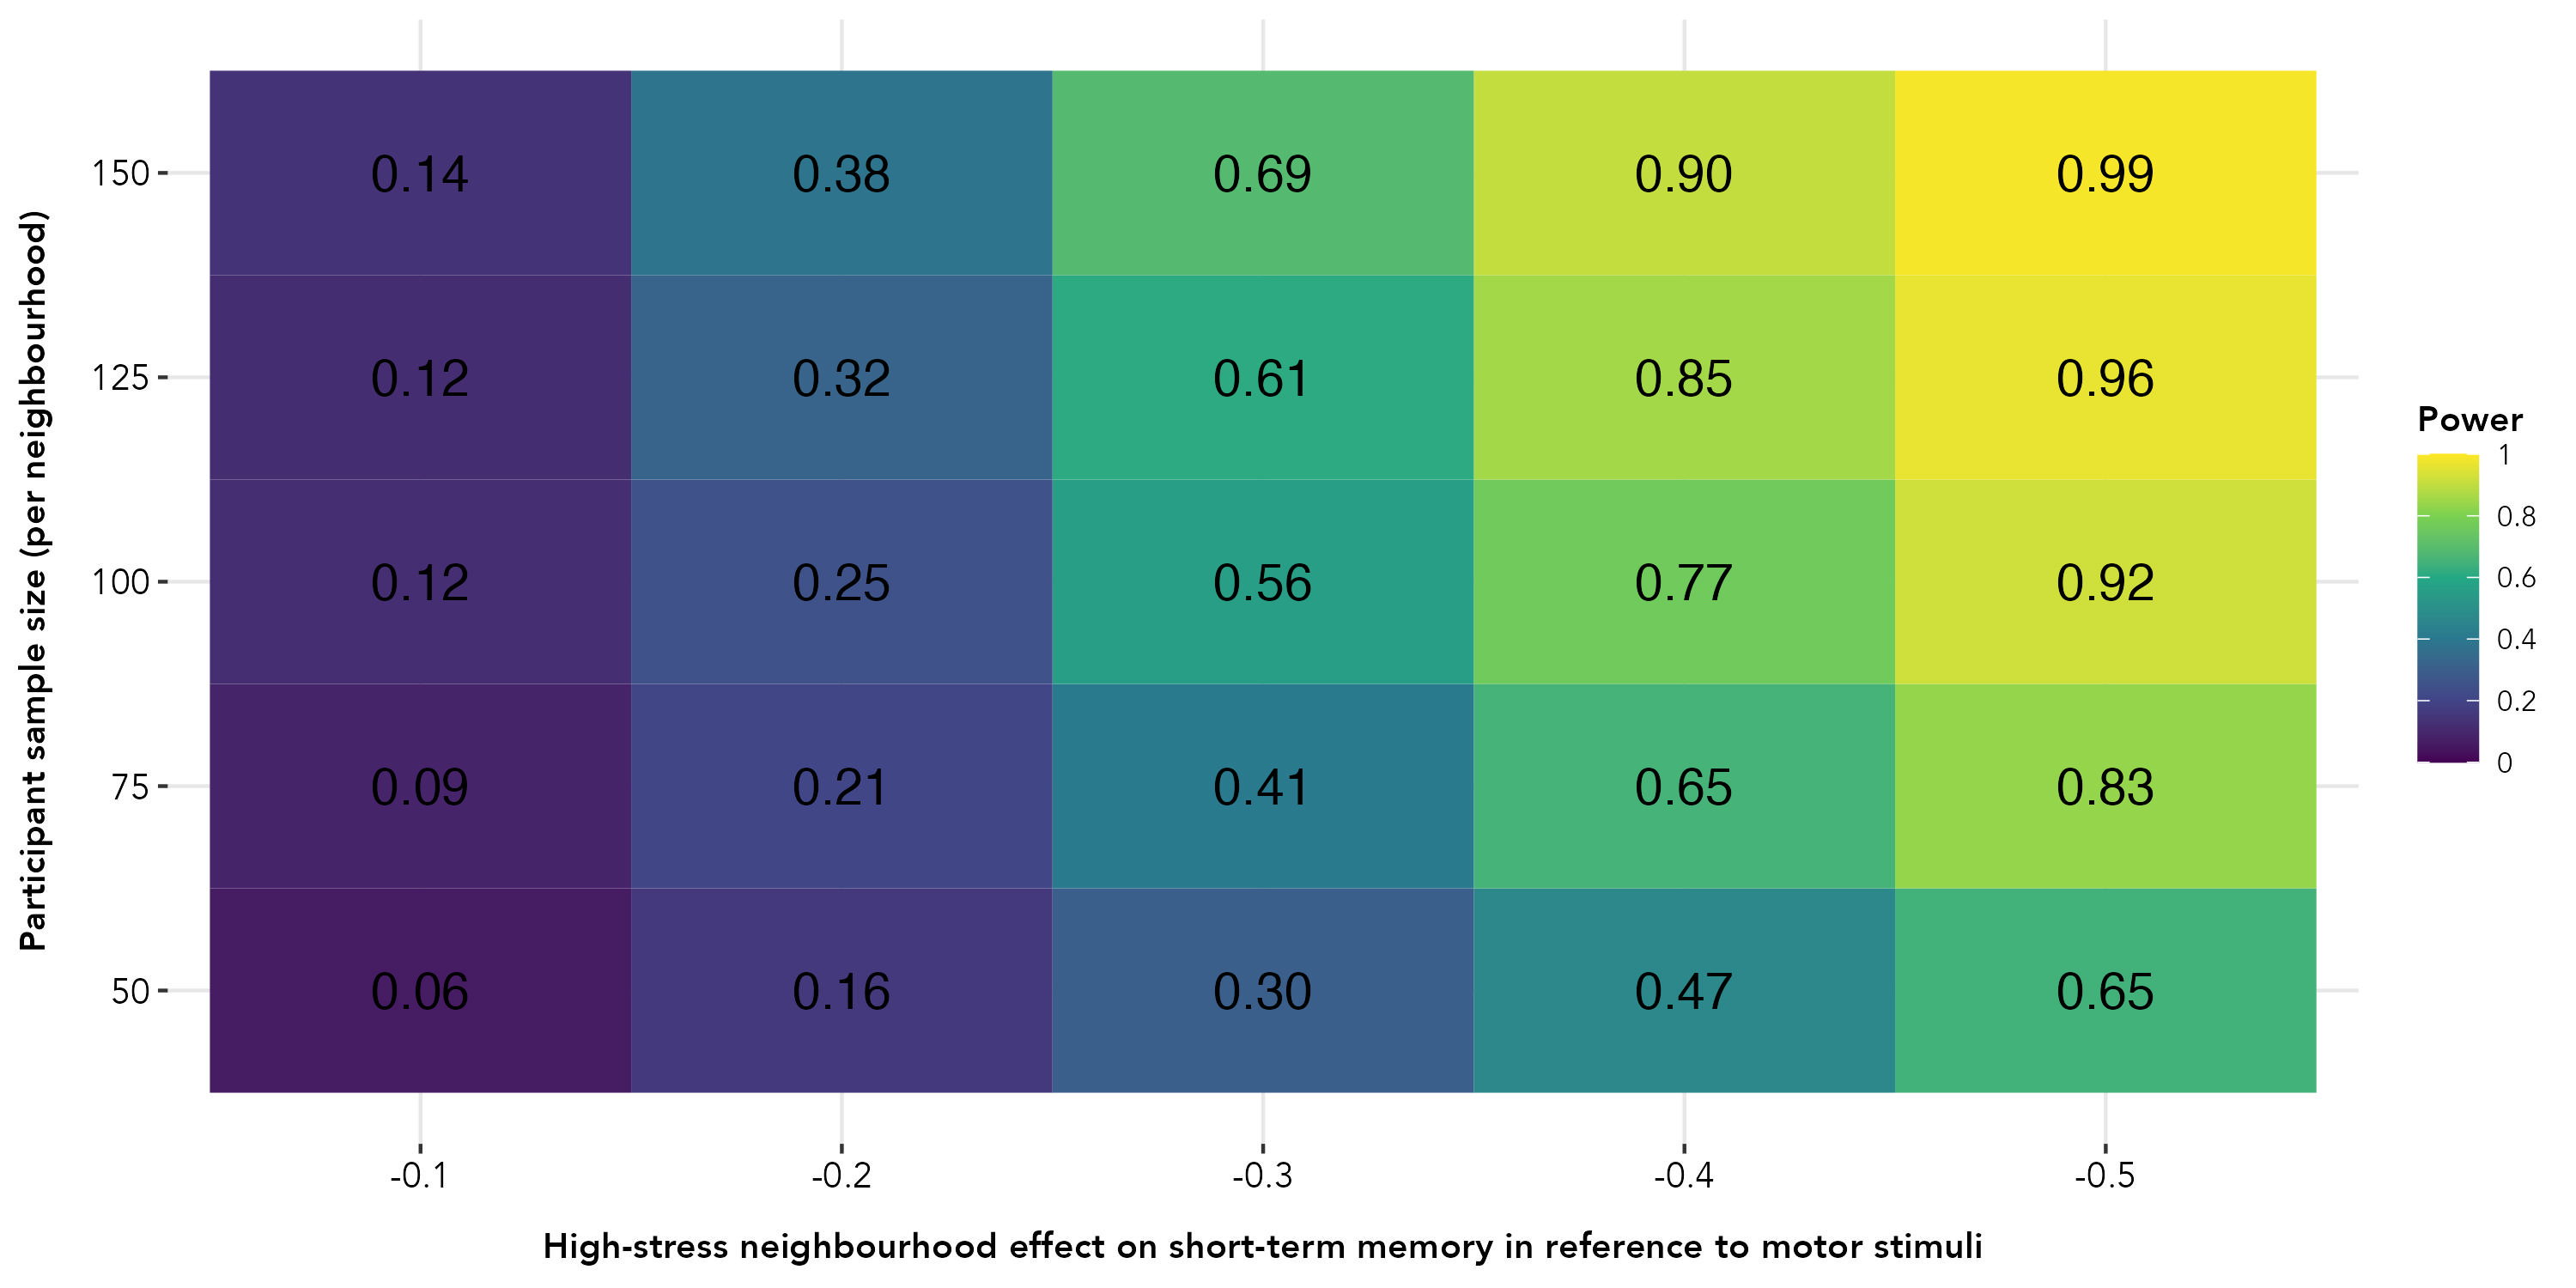 Participant sample size (per neighbourhood)
150 0.14 0.38 0.69 0.90 0.99
125 0.12 0.32 0.61 0.85 0.96
100 0.12 0.25 0.56 0.77 0.92
75 0.09 0.21 0.41 0.65 0.83
50 0.06 0.16 0.30 0.47 0.65
-0.1 -0.2 -0.3 -0.4 -0.5
High-stress neighbourhood effect on short-term memory in reference to motor stimuli
Power
1
0.8
0.6
0.4
0.2
0